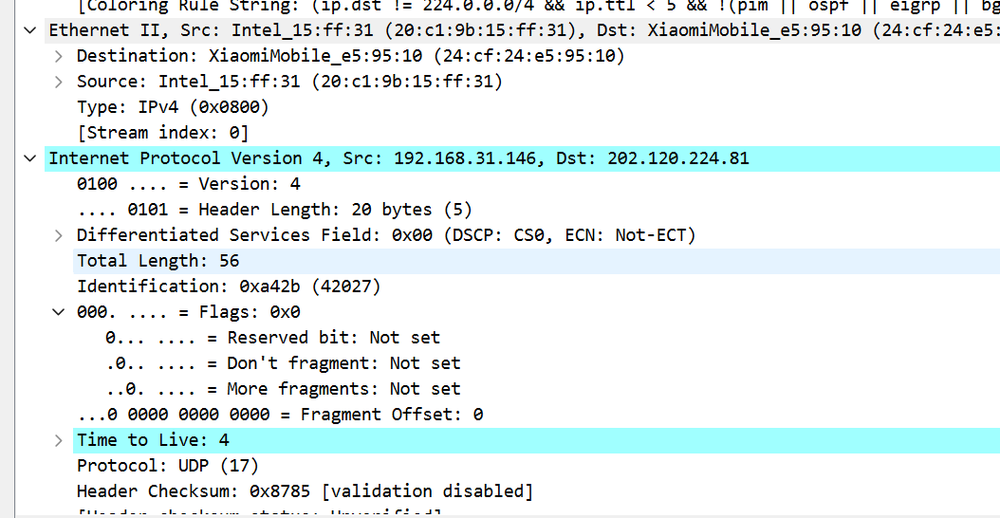 [Coloring Rule String: (ip.dst != 224.0.0.0/4 && ip.ttl < 5 && !(pim || ospf || eigrp || bg
Ethernet II, Src: Intel_15:ff:31 (20:c1:9b:15:ff:31), Dst: XiaomiMobile_e5:95:10 (24:cf:24:e5:
Destination: XiaomiMobile_e5:95:10 (24:cf:24:e5:95:10)
Source: Intel_15:ff:31 (20:c1:9b:15:ff:31)
Type: IPv4 (0x0800)
[Stream index: 0]
Internet Protocol Version 4, Src: 192.168.31.146, Dst: 202.120.224.81
0100 .... = Version: 4
.... 0101 = Header Length: 20 bytes (5)
Differentiated Services Field: 0x00 (DSCP: CS0, ECN: Not-ECT)
Total Length: 56
Identification: 0xa42b (42027)
000. .... = Flags: 0x0
0... .... = Reserved bit: Not set
.0.. .... = Don't fragment: Not set
..0. .... = More fragments: Not set
...0 0000 0000 0000 = Fragment Offset: 0
Time to Live: 4
Protocol: UDP (17)
Header Checksum: 0x8785 [validation disabled]
[Header checksum status: Unverified]